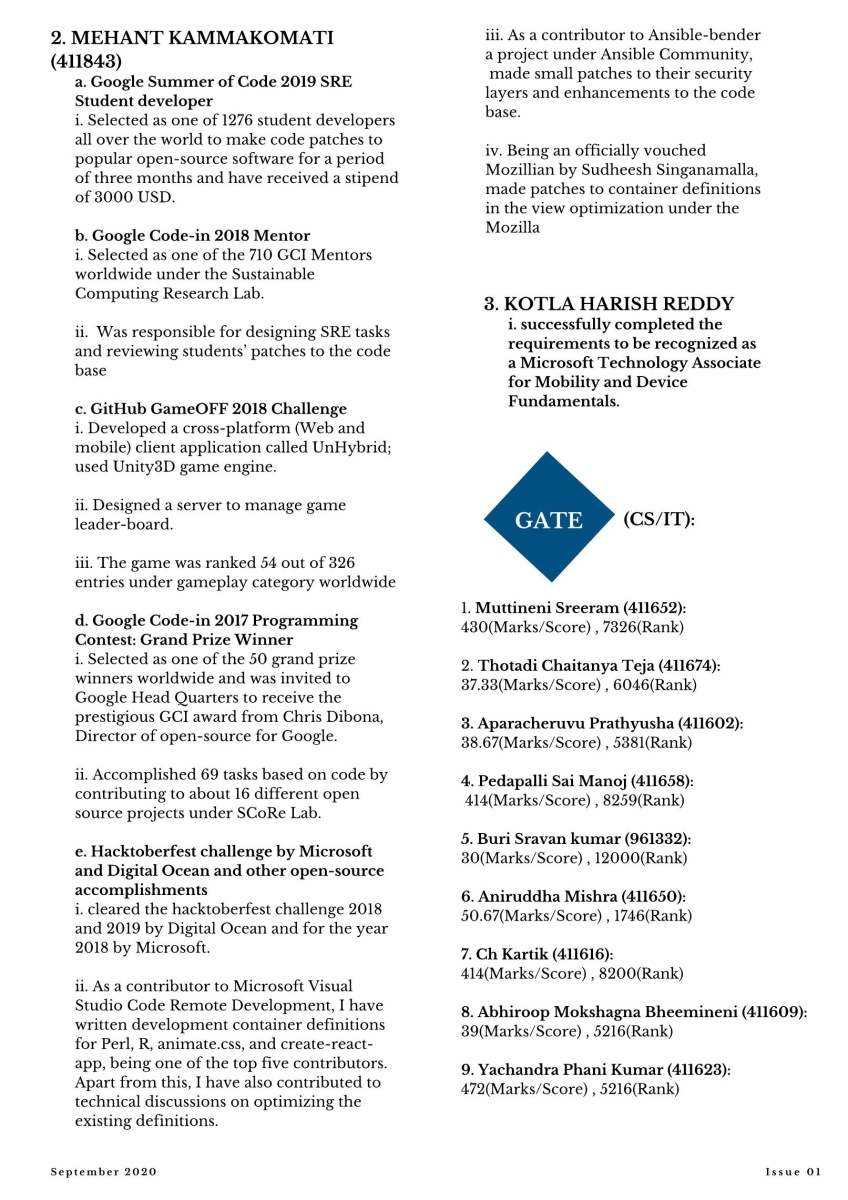 2. MEHANT KAMMAKOMATI
(411843)
a. Google Summer of Code 2019 SRE
Student developer
i. Selected as one of 1276 student developers
all over the world to make code patches to
popular open-source software for a period
of three months and have received a stipend
of 3000 USD.
b. Google Code-in 2018 Mentor
i. Selected as one of the 710 GCI Mentors
worldwide under the Sustainable
Computing Research Lab.
ii.  Was responsible for designing SRE tasks
and reviewing students’ patches to the code
base
c. GitHub GameOFF 2018 Challenge
i. Developed a cross-platform (Web and
mobile) client application called UnHybrid;
used Unity3D game engine.
ii. Designed a server to manage game
leader-board.
iii. The game was ranked 54 out of 326
entries under gameplay category worldwide
d. Google Code-in 2017 Programming
Contest: Grand Prize Winner
i. Selected as one of the 50 grand prize
winners worldwide and was invited to
Google Head Quarters to receive the
prestigious GCI award from Chris Dibona,
Director of open-source for Google.
ii. Accomplished 69 tasks based on code by
contributing to about 16 different open
source projects under SCoRe Lab.
e. Hacktoberfest challenge by Microsoft
and Digital Ocean and other open-source
accomplishments
i. cleared the hacktoberfest challenge 2018
and 2019 by Digital Ocean and for the year
2018 by Microsoft.
ii. As a contributor to Microsoft Visual
Studio Code Remote Development, I have
written development container definitions
for Perl, R, animate.css, and create-react-
app, being one of the top five contributors.
Apart from this, I have also contributed to
technical discussions on optimizing the
existing definitions.
iii. As a contributor to Ansible-bender
a project under Ansible Community,
made small patches to their security
layers and enhancements to the code
base.
iv. Being an officially vouched
Mozillian by Sudheesh Singanamalla,
made patches to container definitions
in the view optimization under the
Mozilla
3. KOTLA HARISH REDDY
i. successfully completed the
requirements to be recognized as
a Microsoft Technology Associate
for Mobility and Device
Fundamentals.
GATE (CS/IT):
1. Muttineni Sreeram (411652):
430(Marks/Score) , 7326(Rank)
2. Thotadi Chaitanya Teja (411674):
37.33(Marks/Score) , 6046(Rank)
3. Aparacheruvu Prathyusha (411602):
38.67(Marks/Score) , 5381(Rank)
4. Pedapalli Sai Manoj (411658):
414(Marks/Score) , 8259(Rank)
5. Buri Sravan kumar (961332):
30(Marks/Score) , 12000(Rank)
6. Aniruddha Mishra (411650):
50.67(Marks/Score) , 1746(Rank)
7. Ch Kartik (411616):
414(Marks/Score) , 8200(Rank)
8. Abhiroop Mokshagna Bheemineni (411609):
39(Marks/Score) , 5216(Rank)
9. Yachandra Phani Kumar (411623):
472(Marks/Score) , 5216(Rank)
September 2020
Issue 01